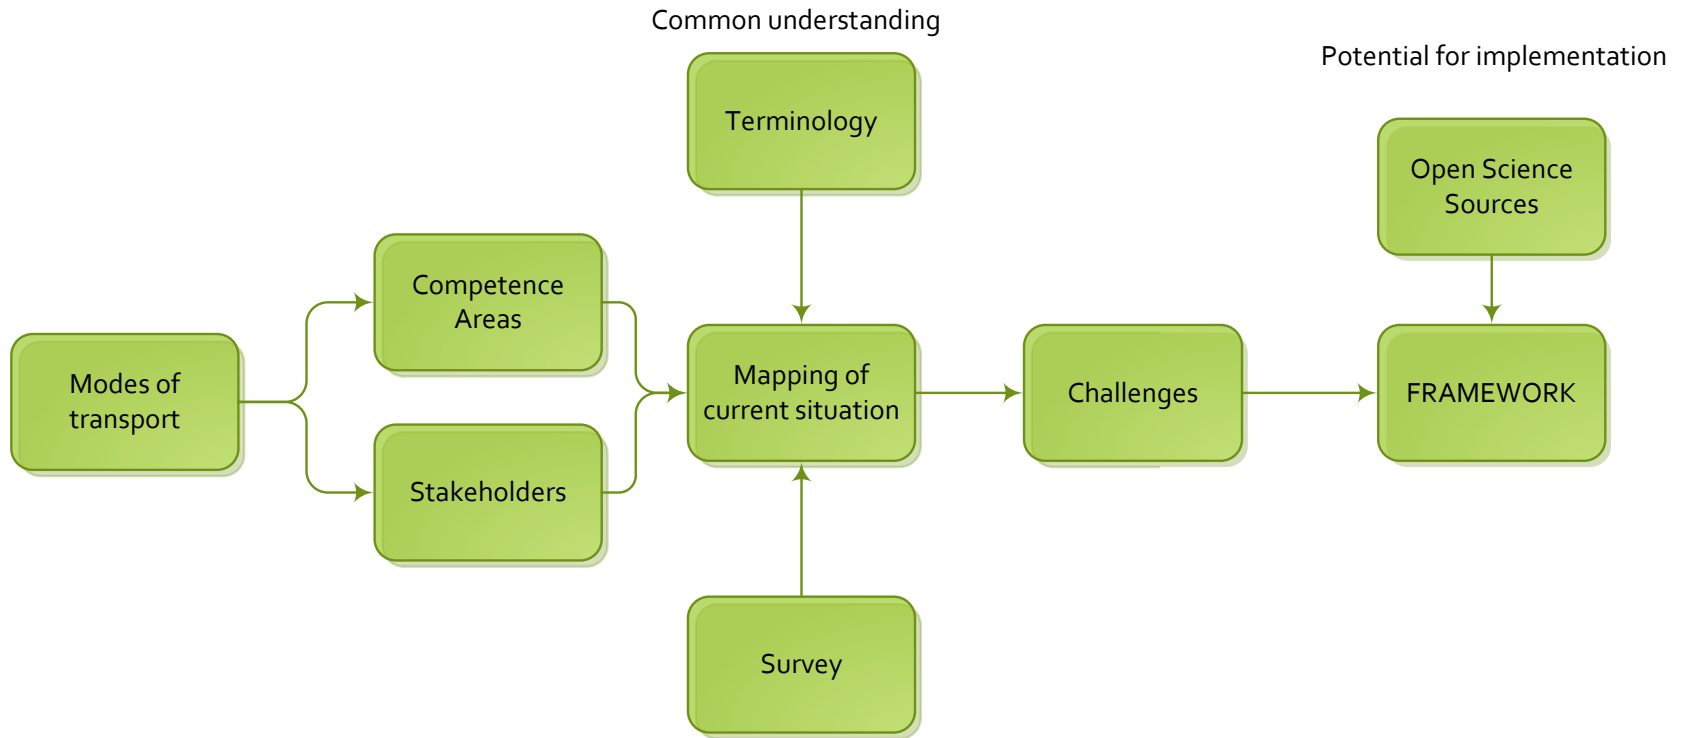 Common understanding
Potential for implementation
Terminology
Open Science
Sources
Competence
Areas
Modes of
transport
Mapping of
current situation
Challenges
FRAMEWORK
Stakeholders
Survey